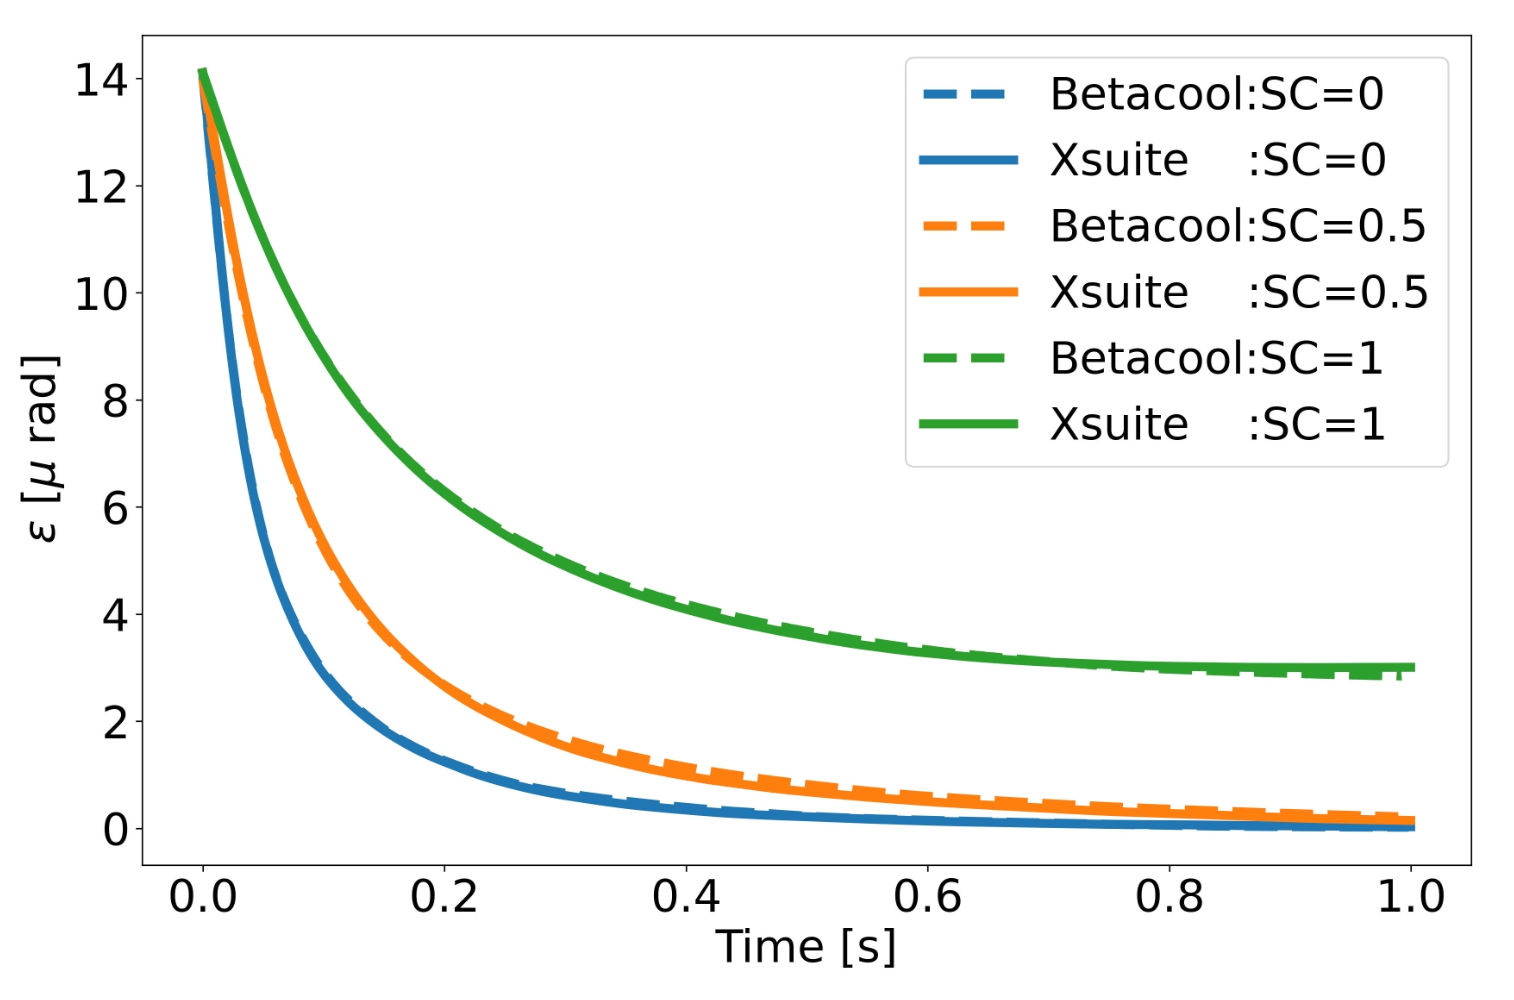 14
12
10
8
6
4
2
0
ε [μ rad]
Betacool:SC=0
Xsuite :SC=0
Betacool:SC=0.5
Xsuite :SC=0.5
Betacool:SC=1
Xsuite :SC=1
0.0 0.2 0.4 0.6 0.8 1.0
Time [s]